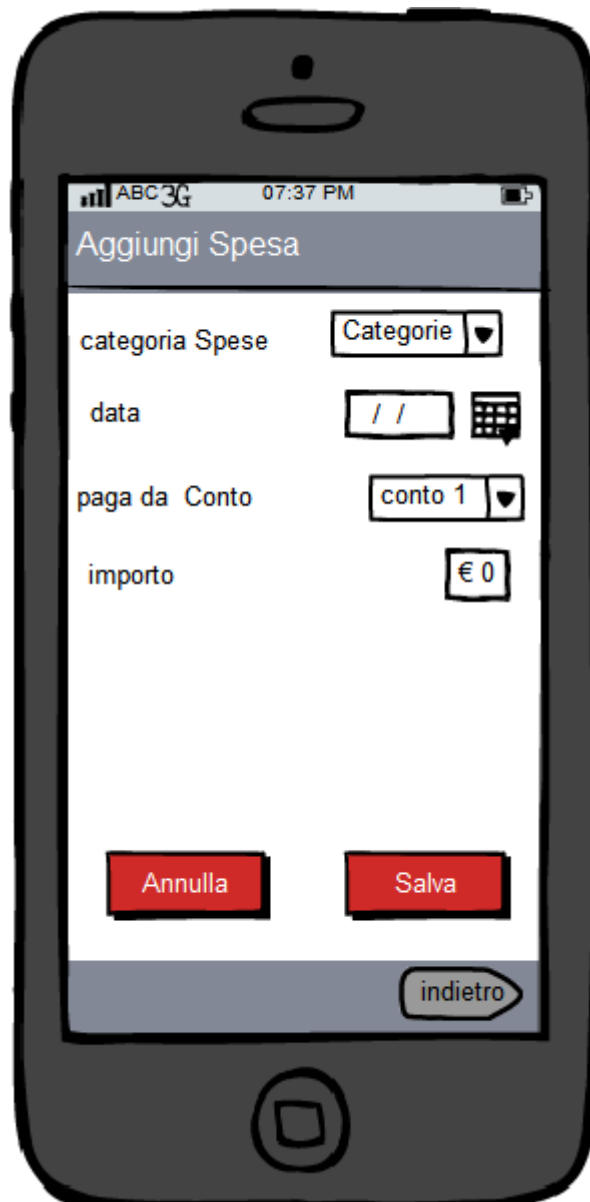 ABC 3G 07:37 PM
Aggiungi Spesa
categoria Spese Categorie
data / /
paga da Conto conto 1
importo € 0
Annulla Salva
indietro